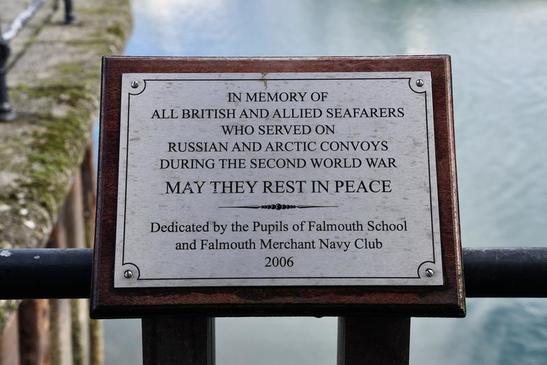 IN MEMORY OF
ALL BRITISH AND ALLIED SEAFARERS
WHO SERVED ON
RUSSIAN AND ARCTIC CONVOYS
DURING THE SECOND WORLD WAR
MAY THEY REST IN PEACE
Dedicated by the Pupils of Falmouth School
and Falmouth Merchant Navy Club
2006